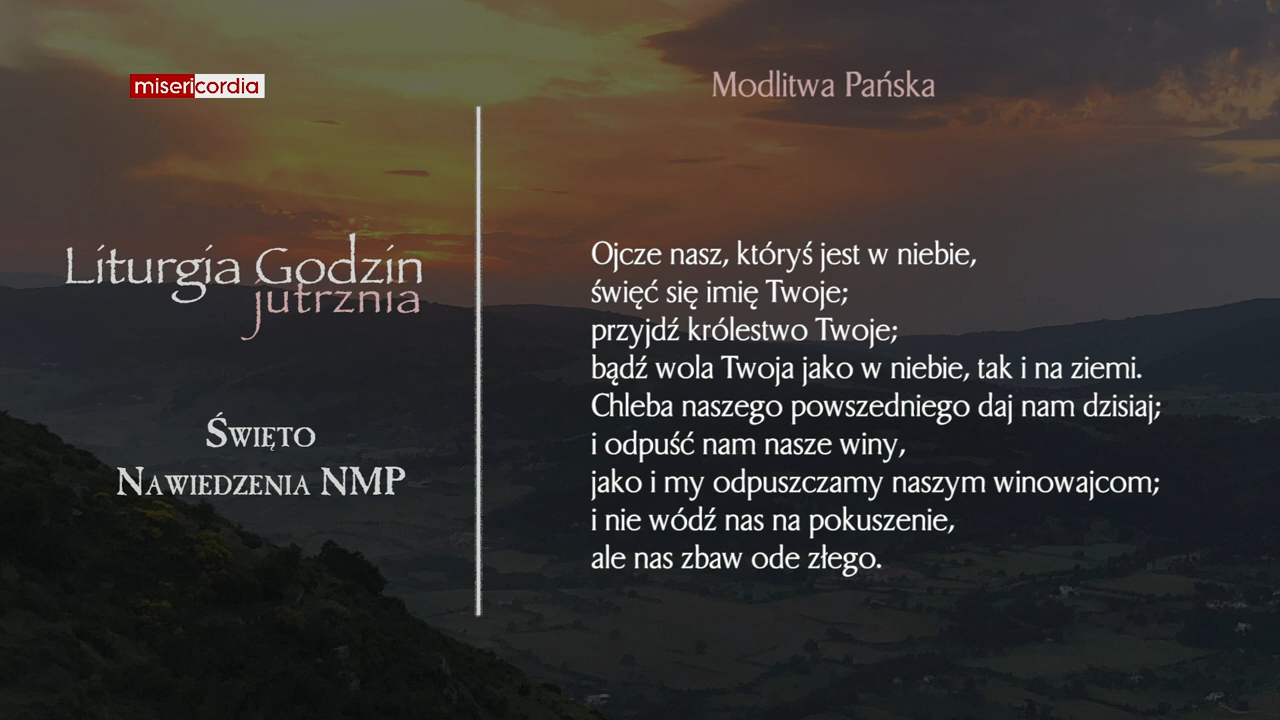 misericordia
Liturgia Godzin
jutrznia
Święto
Nawiedzenia NMP
Modlitwa Pańska
Ojcze nasz, któryś jest w niebie,
święć się imię Twoje;
przyjdź królestwo Twoje;
bądź wola Twoja jako w niebie, tak i na ziemi.
Chleba naszego powszedniego daj nam dzisiaj;
i odpuść nam nasze winy,
jako i my odpuszczamy naszym winowajcom;
i nie wódź nas na pokuszenie,
ale nas zbaw ode złego.